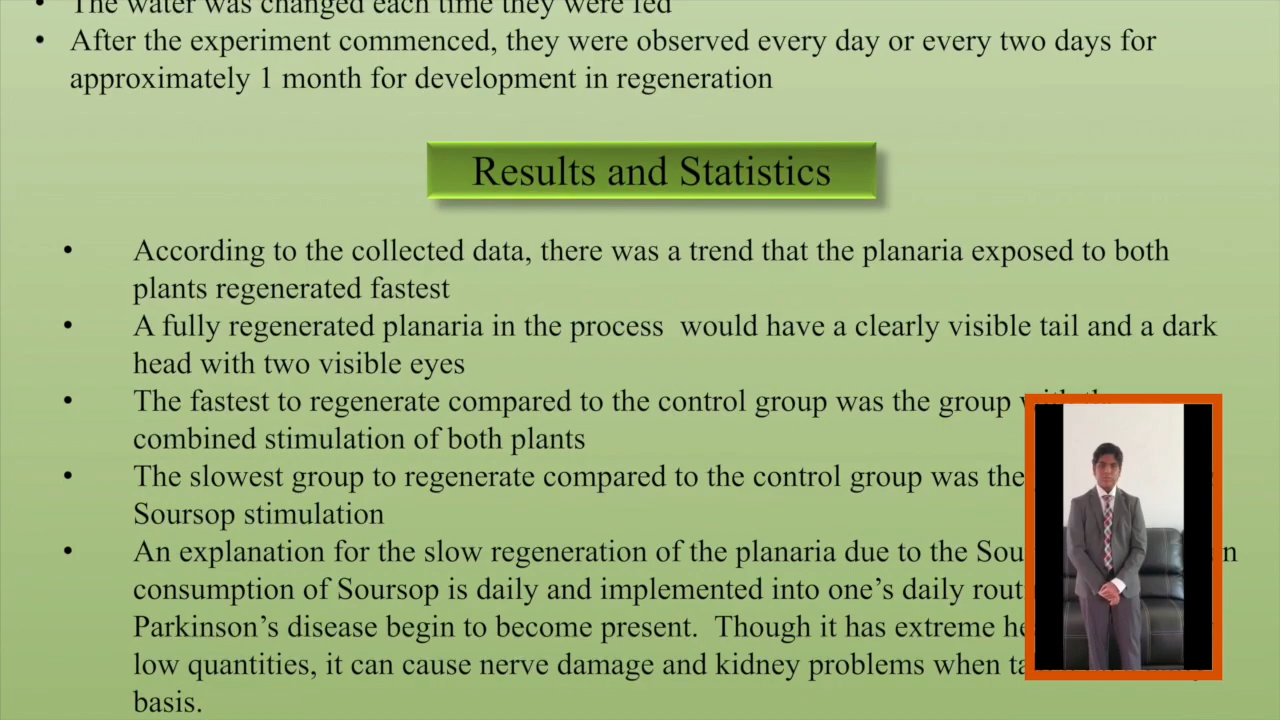 The water was changed each time they were fed
• After the experiment commenced, they were observed every day or every two days for
approximately 1 month for development in regeneration
Results and Statistics
• According to the collected data, there was a trend that the planaria exposed to both
plants regenerated fastest
• A fully regenerated planaria in the process would have a clearly visible tail and a dark
head with two visible eyes
• The fastest to regenerate compared to the control group was the group
combined stimulation of both plants
• The slowest group to regenerate compared to the control group was the
Soursop stimulation
• An explanation for the slow regeneration of the planaria due to the
consumption of Soursop is daily and implemented into one’s daily
Parkinson’s disease begin to become present. Though it has extreme
low quantities, it can cause nerve damage and kidney problems when
basis.